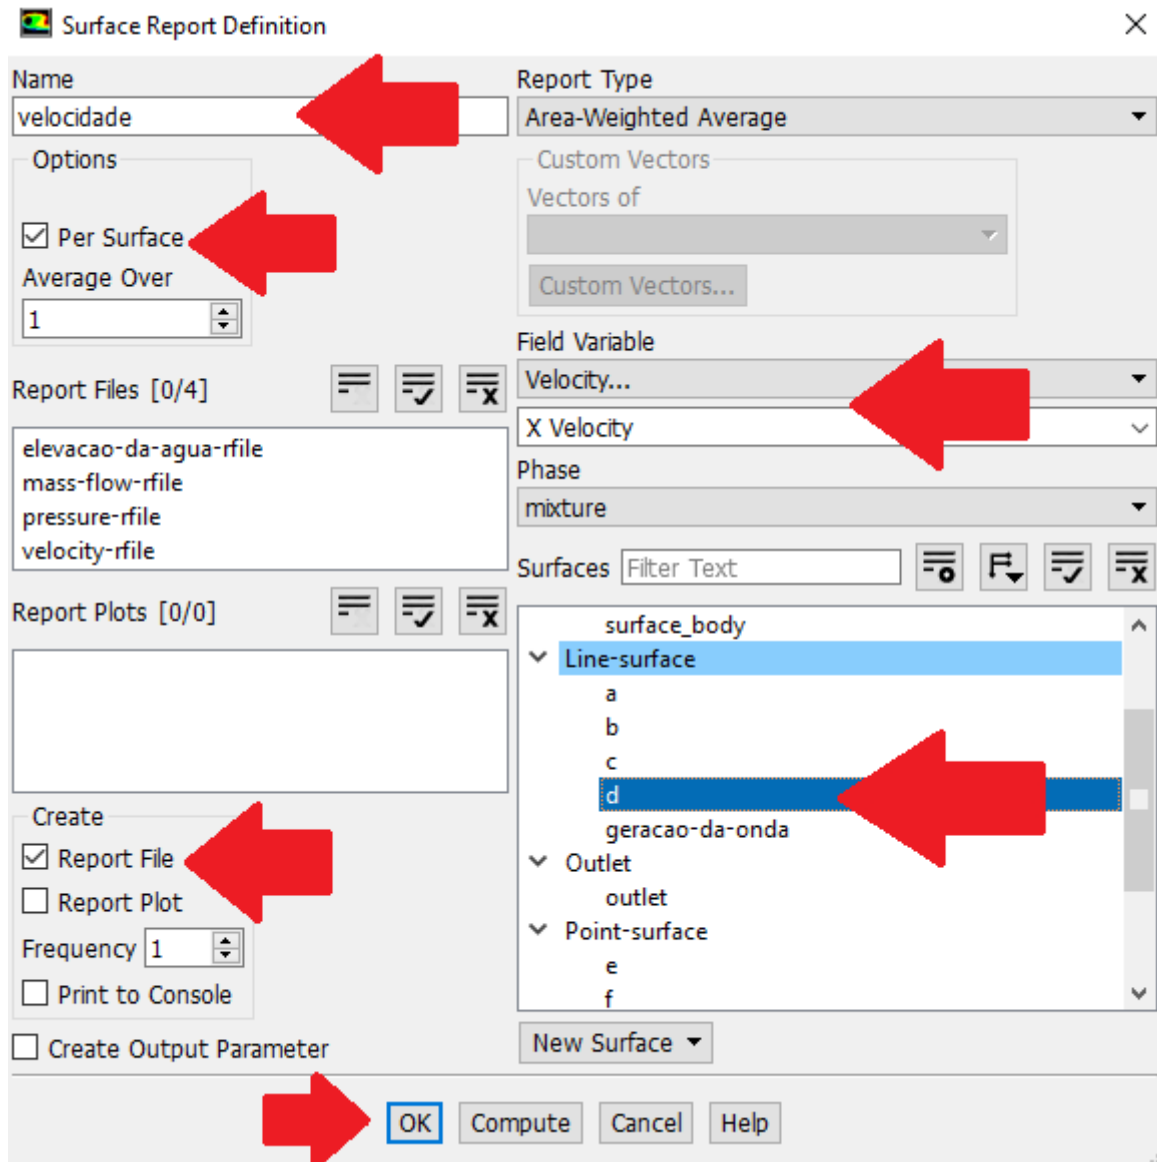 Surface Report Definition
Name
velocidade
Options
Per Surface
Average Over
1
Report Files [0/4]
elevacao-da-agua-rfile
mass-flow-rfile
pressure-rfile
velocity-rfile
Report Plots [0/0]
Create
Report File
Report Plot
Frequency 1
Print to Console
Create Output Parameter
Report Type
Area-Weighted Average
Custom Vectors
Vectors of
Custom Vectors...
Field Variable
Velocity...
X Velocity
Phase
mixture
Surfaces Filter Text
surface_body
Line-surface
a
b
c
d
geracao-da-onda
Outlet
outlet
Point-surface
e
f
New Surface
OK Compute Cancel Help